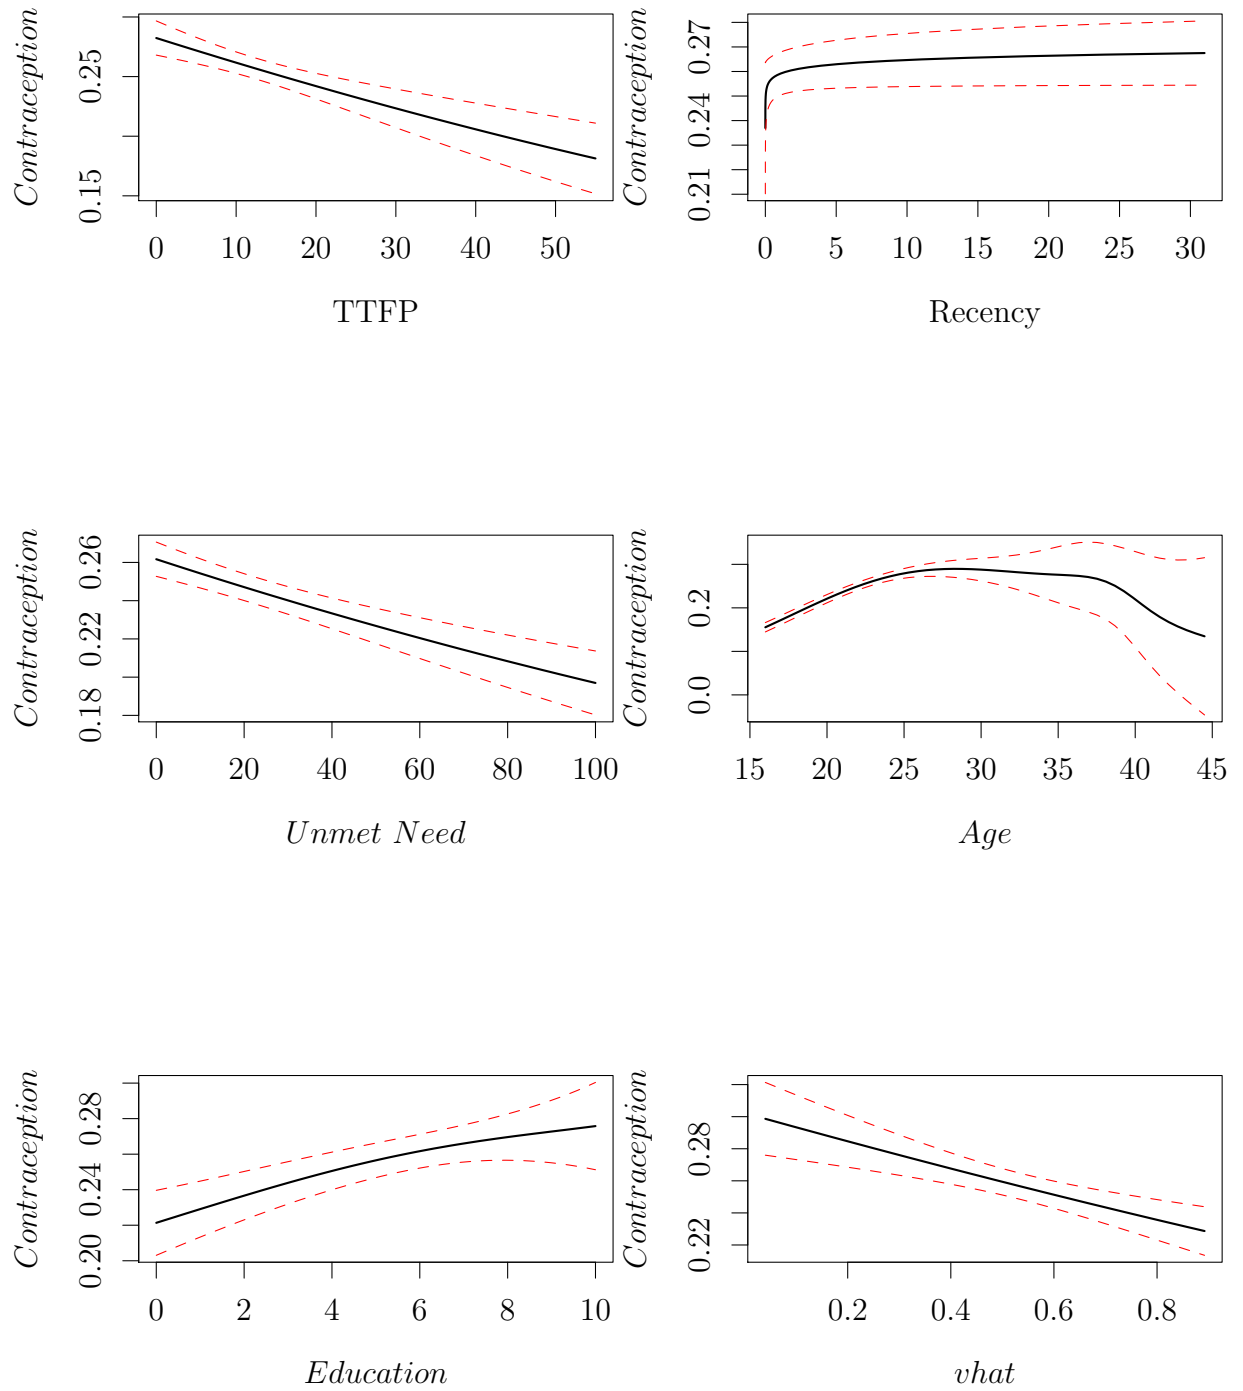 Contraception
0.15 0.25
0 10 20 30 40 50
TTFP
Contraception
0.21 0.24 0.27
0 5 10 15 20 25 30
Recency
Contraception
0.18 0.22 0.26
0 20 40 60 80 100
Unmet Need
Contraception
0.0 0.2
15 20 25 30 35 40 45
Age
Contraception
0.20 0.24 0.28
0 2 4 6 8 10
Education
Contraception
0.22 0.28
0.2 0.4 0.6 0.8
vhat